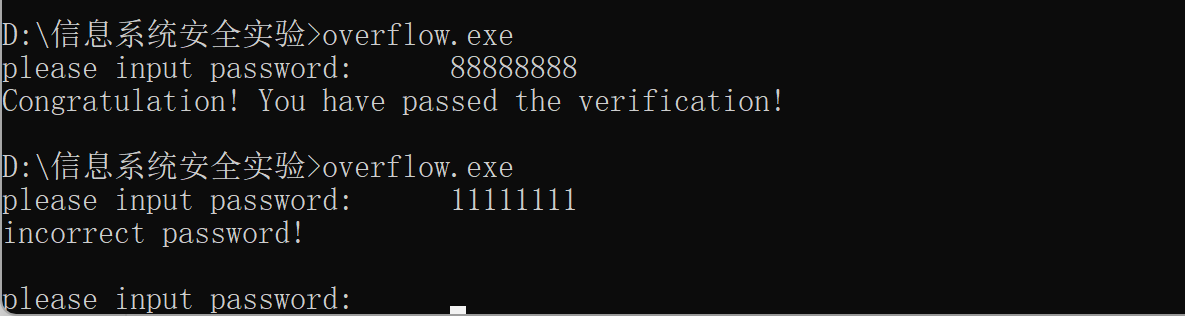 D:\信息系统安全实验>overflow.exe
please input password:      88888888
Congratulation! You have passed the verification!
D:\信息系统安全实验>overflow.exe
please input password:      11111111
incorrect password!
please input password: